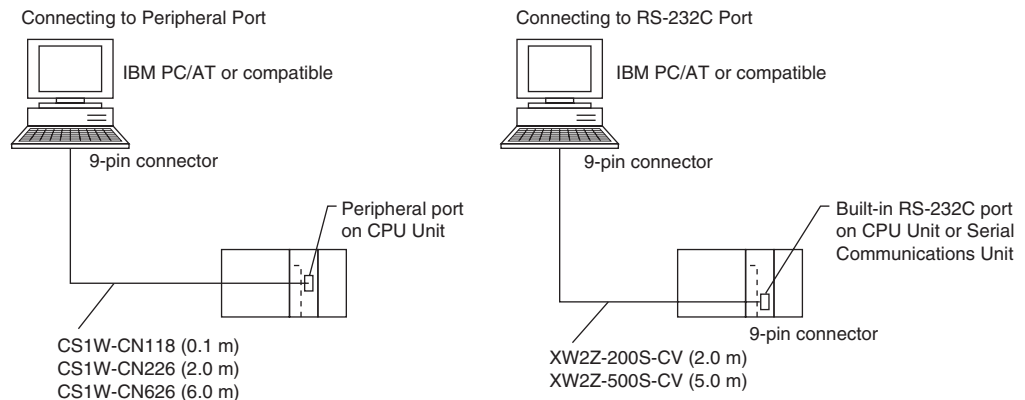 Connecting to Peripheral Port
IBM PC/AT or compatible
9-pin connector
Peripheral port
on CPU Unit
CS1W-CN118 (0.1 m)
CS1W-CN226 (2.0 m)
CS1W-CN626 (6.0 m)
Connecting to RS-232C Port
IBM PC/AT or compatible
9-pin connector
Built-in RS-232C port
on CPU Unit or Serial
Communications Unit
9-pin connector
XW2Z-200S-CV (2.0 m)
XW2Z-500S-CV (5.0 m)